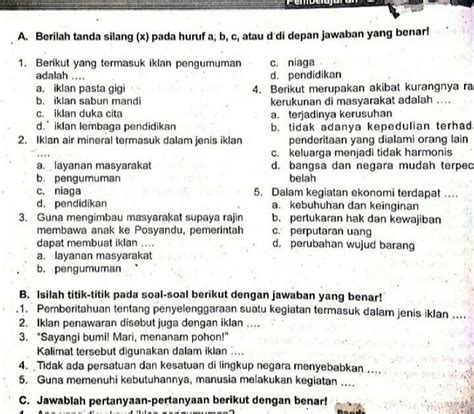 A. Berilah tanda silang (x) pada huruf a, b, c, atau d di depan jawaban yang benar!
1. Berikut yang termasuk iklan pengumuman
adalah ....
a. iklan pasta gigi
b. iklan sabun mandi
c. iklan duka cita
d. iklan lembaga pendidikan
2. Iklan air mineral termasuk dalam jenis iklan
....
a. layanan masyarakat
b. pengumuman
c. niaga
d. pendidikan
3. Guna mengimbau masyarakat supaya rajin
membawa anak ke Posyandu, pemerintah
dapat membuat iklan ....
a. layanan masyarakat
b. pengumuman
c. niaga
d. pendidikan
4. Berikut merupakan akibat kurangnya ra
kerukunan di masyarakat adalah ....
a. terjadinya kerusuhan
b. tidak adanya kepedulian terhad
penderitaan yang dialami orang lain
c. keluarga menjadi tidak harmonis
d. bangsa dan negara mudah terpec
belah
5. Dalam kegiatan ekonomi terdapat ....
a. kebuhuhan dan keinginan
b. pertukaran hak dan kewajiban
c. perputaran uang
d. perubahan wujud barang
B. Isilah titik-titik pada soal-soal berikut dengan jawaban yang benar!
1. Pemberitahuan tentang penyelenggaraan suatu kegiatan termasuk dalam jenis iklan ....
2. Iklan penawaran disebut juga dengan iklan ....
3. "Sayangi bumi! Mari, menanam pohon!"
Kalimat tersebut digunakan dalam iklan ....
4. Tidak ada persatuan dan kesatuan di lingkup negara menyebabkan ....
5. Guna memenuhi kebutuhannya, manusia melakukan kegiatan ....
C. Jawablah pertanyaan-pertanyaan berikut dengan benar!